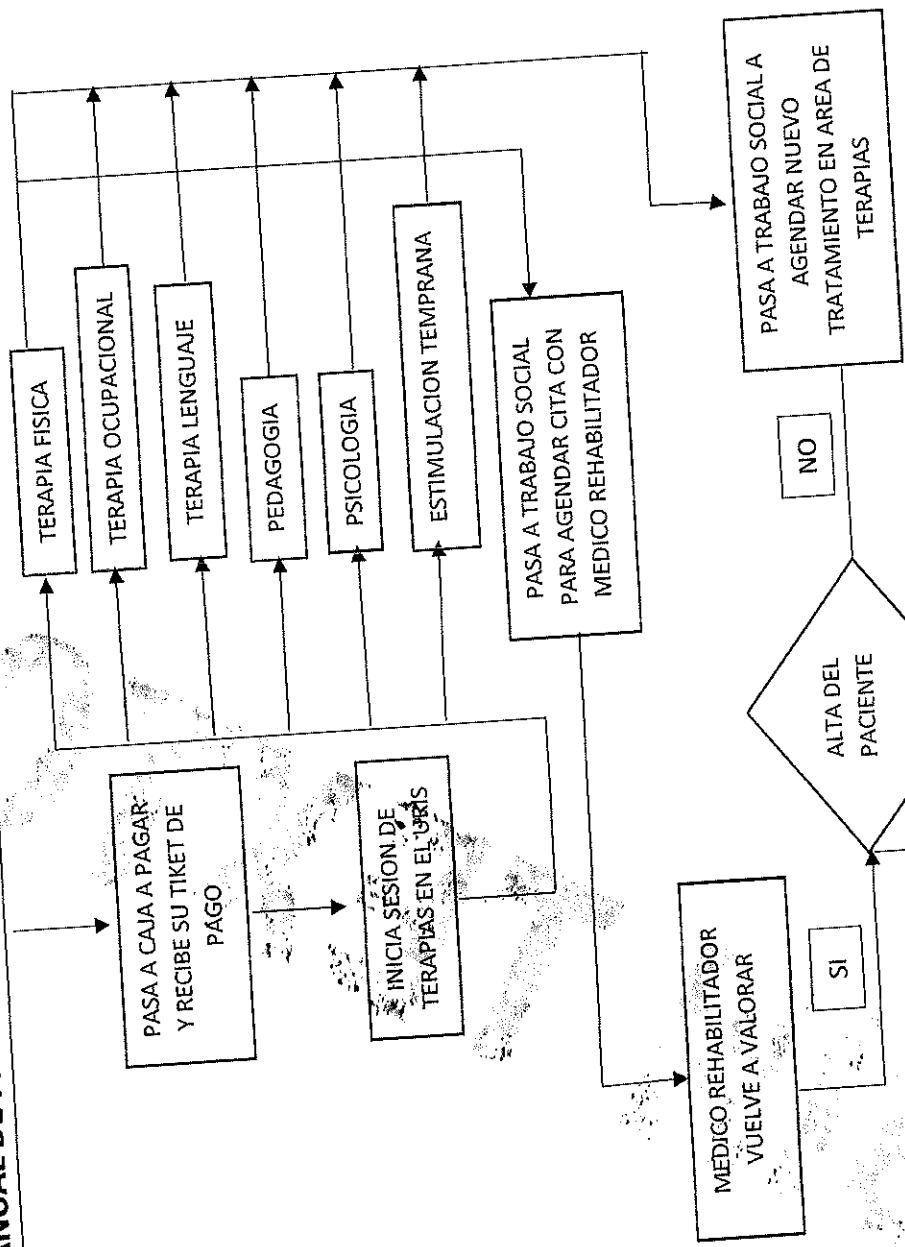 ANUAL DE
PASA A CAJA A PAGAR
Y RECIBE SU TIKET DE
PAGO
INICIA SESION DE
TERAPIAS EN EL URIS
TERAPIA FISICA
TERAPIA OCUPACIONAL
TERAPIA LENGUAJE
PEDAGOGIA
PSICOLOGIA
ESTIMULACION TEMPRANA
PASA A TRABAJO SOCIAL
PARA AGENDAR CITA CON
MEDICO REHABILITADOR
MEDICO REHABILITADOR
VUELVE A VALORAR
SI
ALTA DEL
PACIENTE
NO
PASA A TRABAJO SOCIAL A
AGENDAR NUEVO
TRATAMIENTO EN AREA DE
TERAPIAS